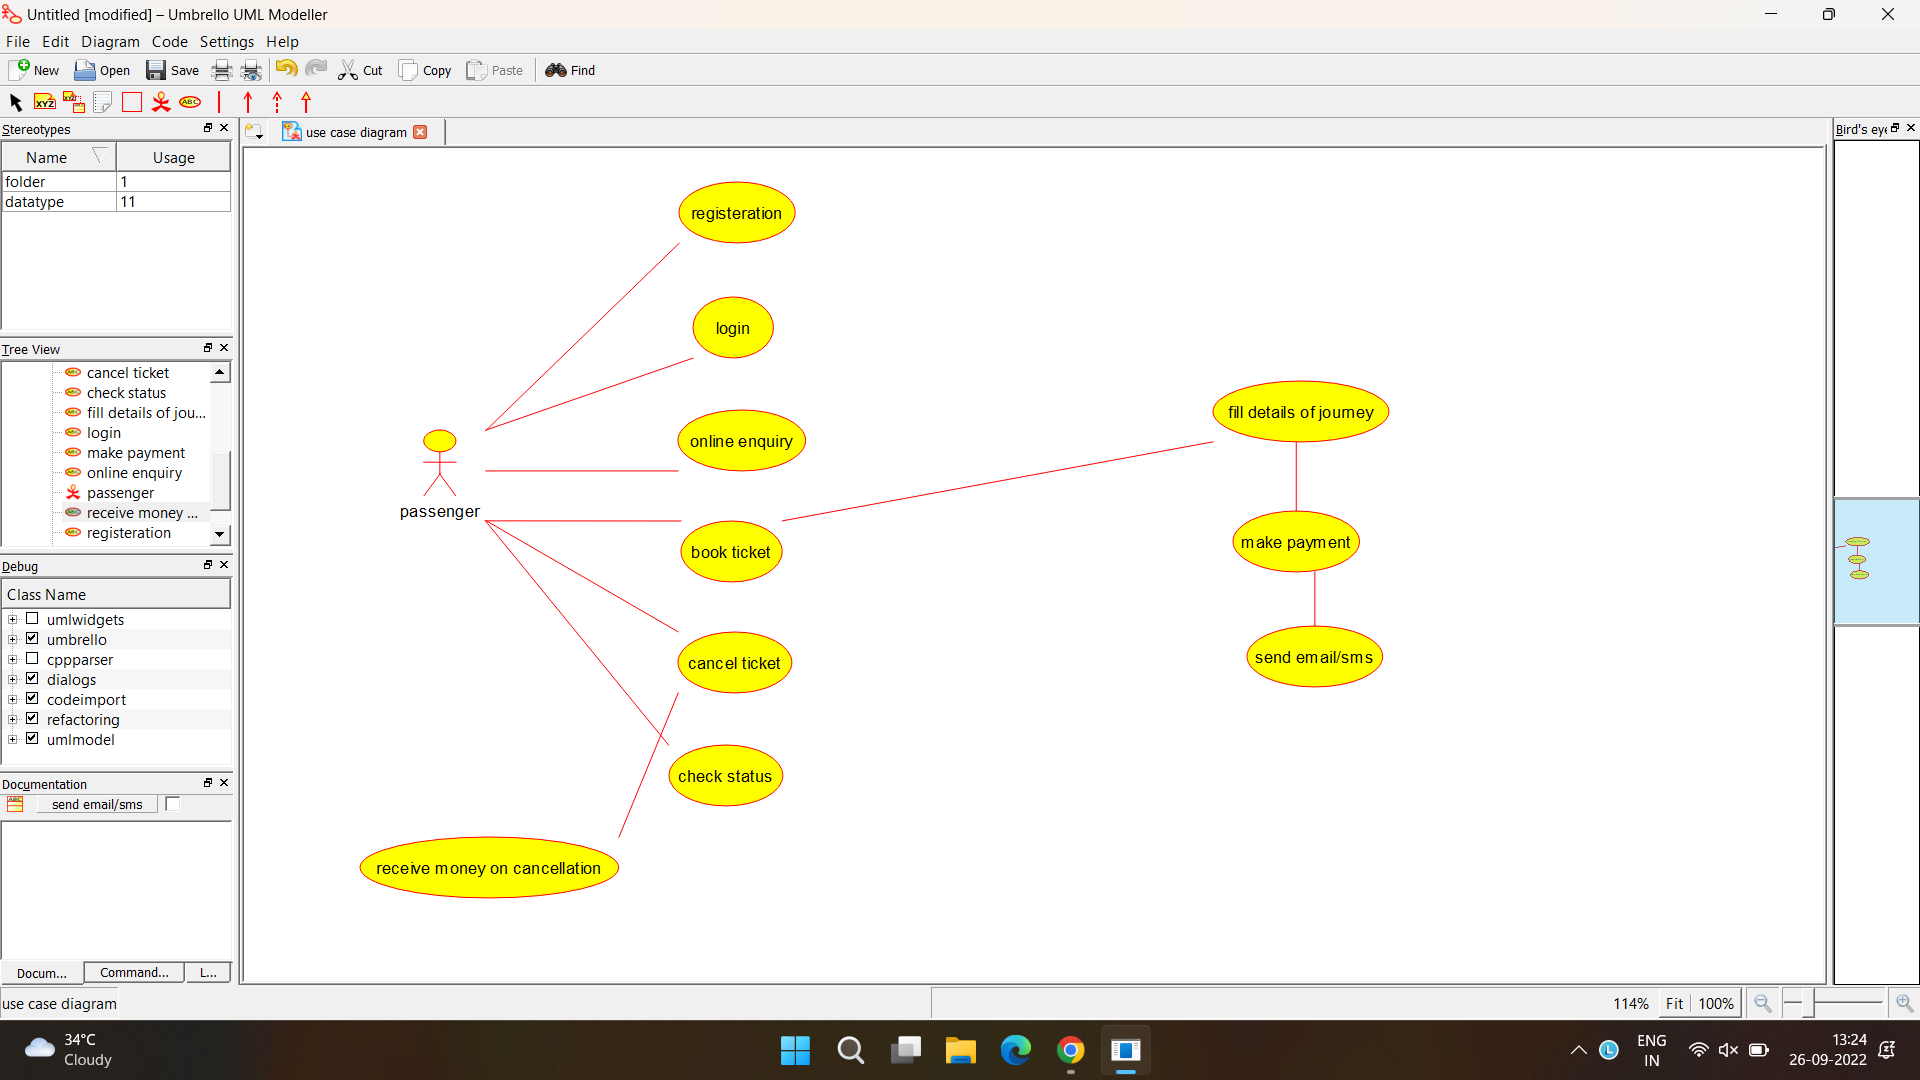 Untitled [modified] – Umbrello UML Modeller
File Edit Diagram Code Settings Help
New Open Save Cut Copy Paste Find
XYZ XYZ ABC
Stereotypes
Name Usage
folder 1
datatype 11
Tree View
cancel ticket
check status
fill details of jou...
login
make payment
online enquiry
passenger
receive money ...
registeration
Debug
Class Name
umlwidgets
umbrello
cppparser
dialogs
codeimport
refactoring
umlmodel
Documentation
send email/sms
Docum... Command... L...
use case diagram
use case diagram
registeration
login
online enquiry
passenger
book ticket
cancel ticket
check status
receive money on cancellation
fill details of journey
make payment
send email/sms
Bird's eye
114% Fit 100%
34°C
Cloudy
L
ENG
IN
13:24
26-09-2022